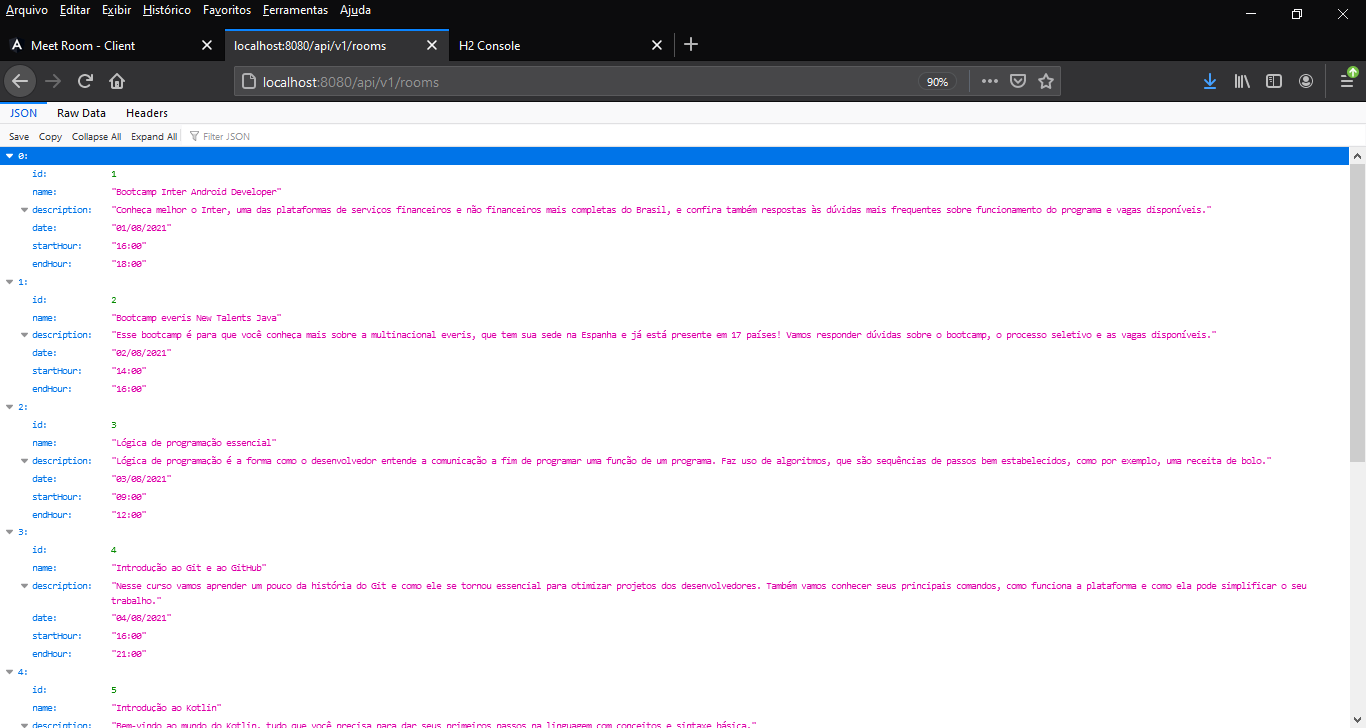 Arquivo Editar Exibir Histórico Favoritos Ferramentas Ajuda
Meet Room - Client
localhost:8080/api/v1/rooms
H2 Console
localhost:8080/api/v1/rooms
90%
JSON Raw Data Headers
Save Copy Collapse All Expand All Filter JSON
0:
id: 1
name: "Bootcamp Inter Android Developer"
description: "Conheça melhor o Inter, uma das plataformas de serviços financeiros e não financeiros mais completas do Brasil, e confira também respostas às dúvidas mais frequentes sobre funcionamento do programa e vagas disponíveis."
date: "01/08/2021"
startHour: "16:00"
endHour: "18:00"
1:
id: 2
name: "Bootcamp everis New Talents Java"
description: "Esse bootcamp é para que você conheça mais sobre a multinacional everis, que tem sua sede na Espanha e já está presente em 17 países! Vamos responder dúvidas sobre o bootcamp, o processo seletivo e as vagas disponíveis."
date: "02/08/2021"
startHour: "14:00"
endHour: "16:00"
2:
id: 3
name: "Lógica de programação essencial"
description: "Lógica de programação é a forma como o desenvolvedor entende a comunicação a fim de programar uma função de um programa. Faz uso de algoritmos, que são sequências de passos bem estabelecidos, como por exemplo, uma receita de bolo."
date: "03/08/2021"
startHour: "09:00"
endHour: "12:00"
3:
id: 4
name: "Introdução ao Git e ao GitHub"
description: "Nesse curso vamos aprender um pouco da história do Git e como ele se tornou essencial para otimizar projetos dos desenvolvedores. Também vamos conhecer seus principais comandos, como funciona a plataforma e como ela pode simplificar o seu
trabalho."
date: "04/08/2021"
startHour: "16:00"
endHour: "21:00"
4:
id: 5
name: "Introdução ao Kotlin"
description: "Bem-vindo ao mundo do Kotlin, tudo que você precisa para dar seus primeiros passos na linguagem com conceitos e sintaxe básica."